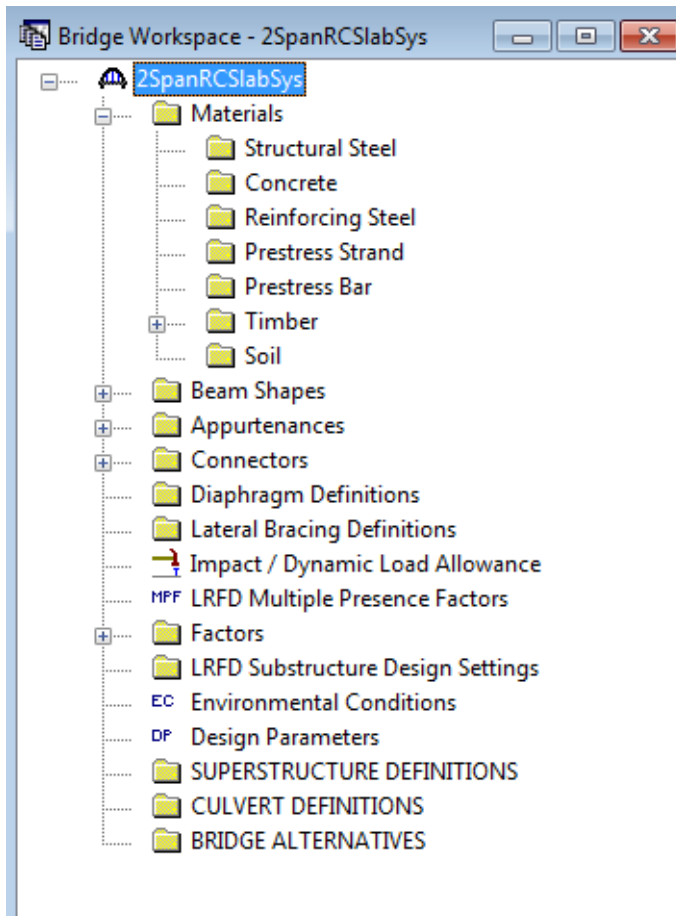 Bridge Workspace - 2SpanRCSlabSys
2SpanRCSlabSys
Materials
Structural Steel
Concrete
Reinforcing Steel
Prestress Strand
Prestress Bar
Timber
Soil
Beam Shapes
Appurtenances
Connectors
Diaphragm Definitions
Lateral Bracing Definitions
Impact / Dynamic Load Allowance
MPF LRFD Multiple Presence Factors
Factors
LRFD Substructure Design Settings
EC Environmental Conditions
DP Design Parameters
SUPERSTRUCTURE DEFINITIONS
CULVERT DEFINITIONS
BRIDGE ALTERNATIVES